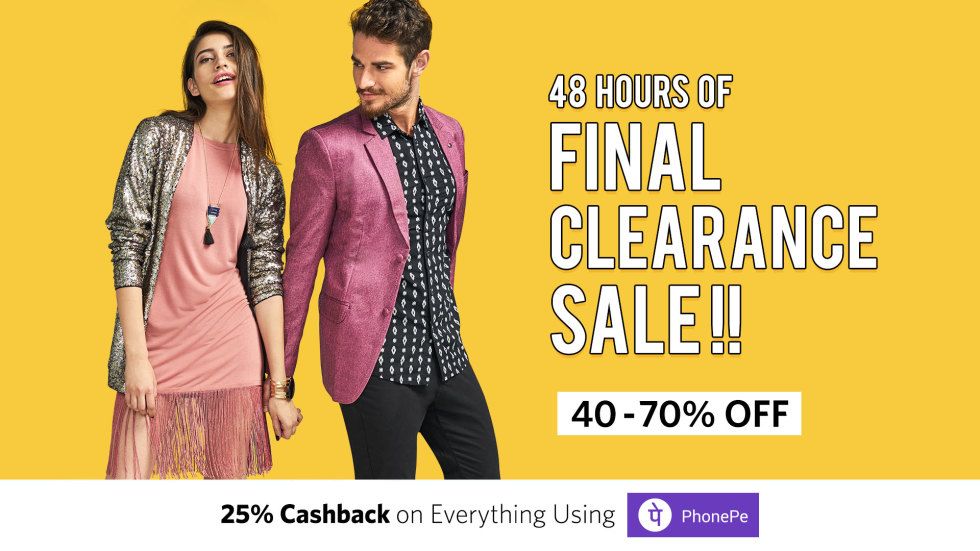 48 HOURS OF
FINAL
CLEARANCE
SALE!!
40-70% OFF
25% Cashback on Everything Using पे PhonePe